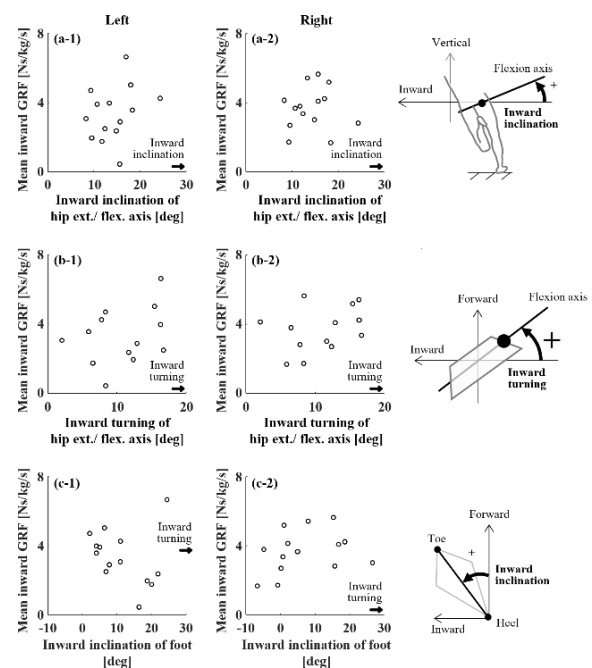 Left
Right
(a-1)
Mean inward GRF [Ns/kg/s]
8
4
0
0
10
20
30
Inward
inclination
Inward inclination of
hip ext./ flex. axis [deg]
(a-2)
Mean inward GRF [Ns/kg/s]
8
4
0
0
10
20
30
Inward
inclination
Inward inclination of
hip ext./ flex. axis [deg]
Vertical
Flexion axis
+
Inward
Inward
inclination
(b-1)
Mean inward GRF [Ns/kg/s]
8
4
0
0
10
20
Inward
turning
Inward turning of
hip ext./ flex. axis [deg]
(b-2)
Mean inward GRF [Ns/kg/s]
8
4
0
0
10
20
Inward
turning
Inward turning of
hip ext./ flex. axis [deg]
Forward
Flexion axis
+
Inward
Inward
turning
(c-1)
Mean inward GRF [Ns/kg/s]
8
4
0
-10
0
10
20
30
Inward
turning
Inward inclination of foot
[deg]
(c-2)
Mean inward GRF [Ns/kg/s]
8
4
0
-10
0
10
20
30
Inward
turning
Inward inclination of foot
[deg]
Forward
Toe
+
Inward
inclination
Inward
Heel